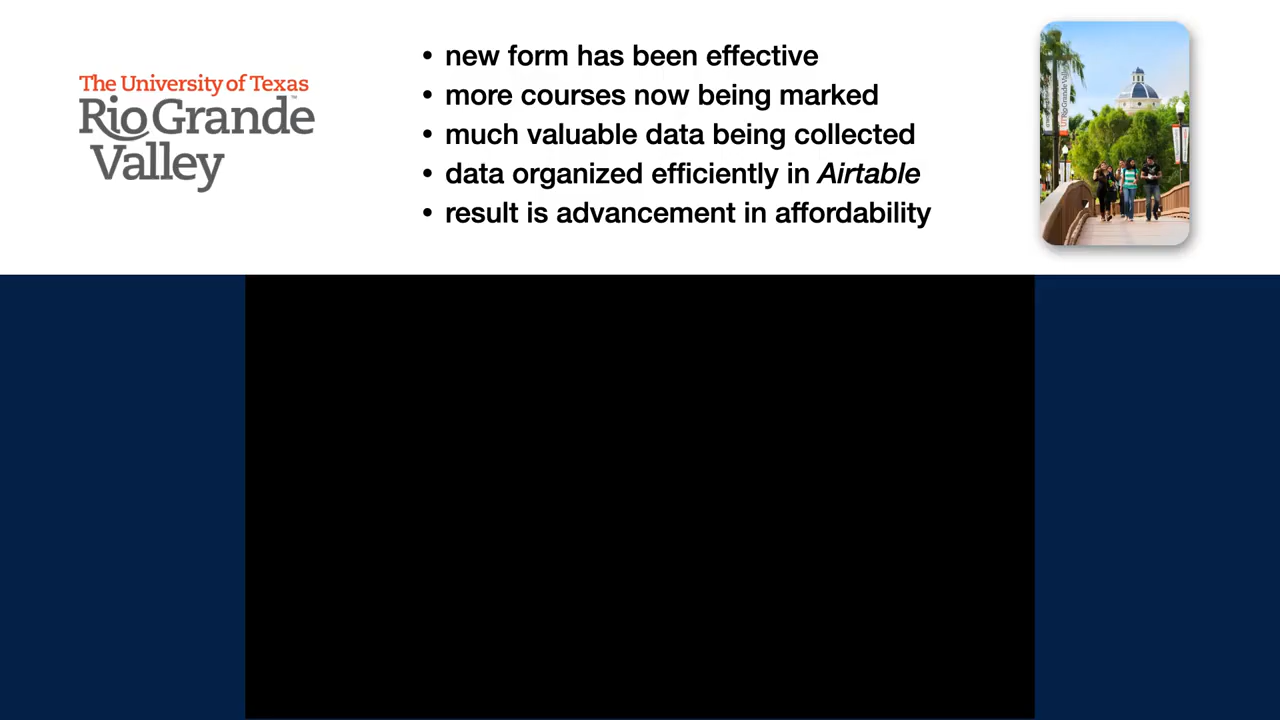 The University of Texas
Rio Grande
Valley
™
• new form has been effective
• more courses now being marked
• much valuable data being collected
• data organized efficiently in Airtable
• result is advancement in affordability